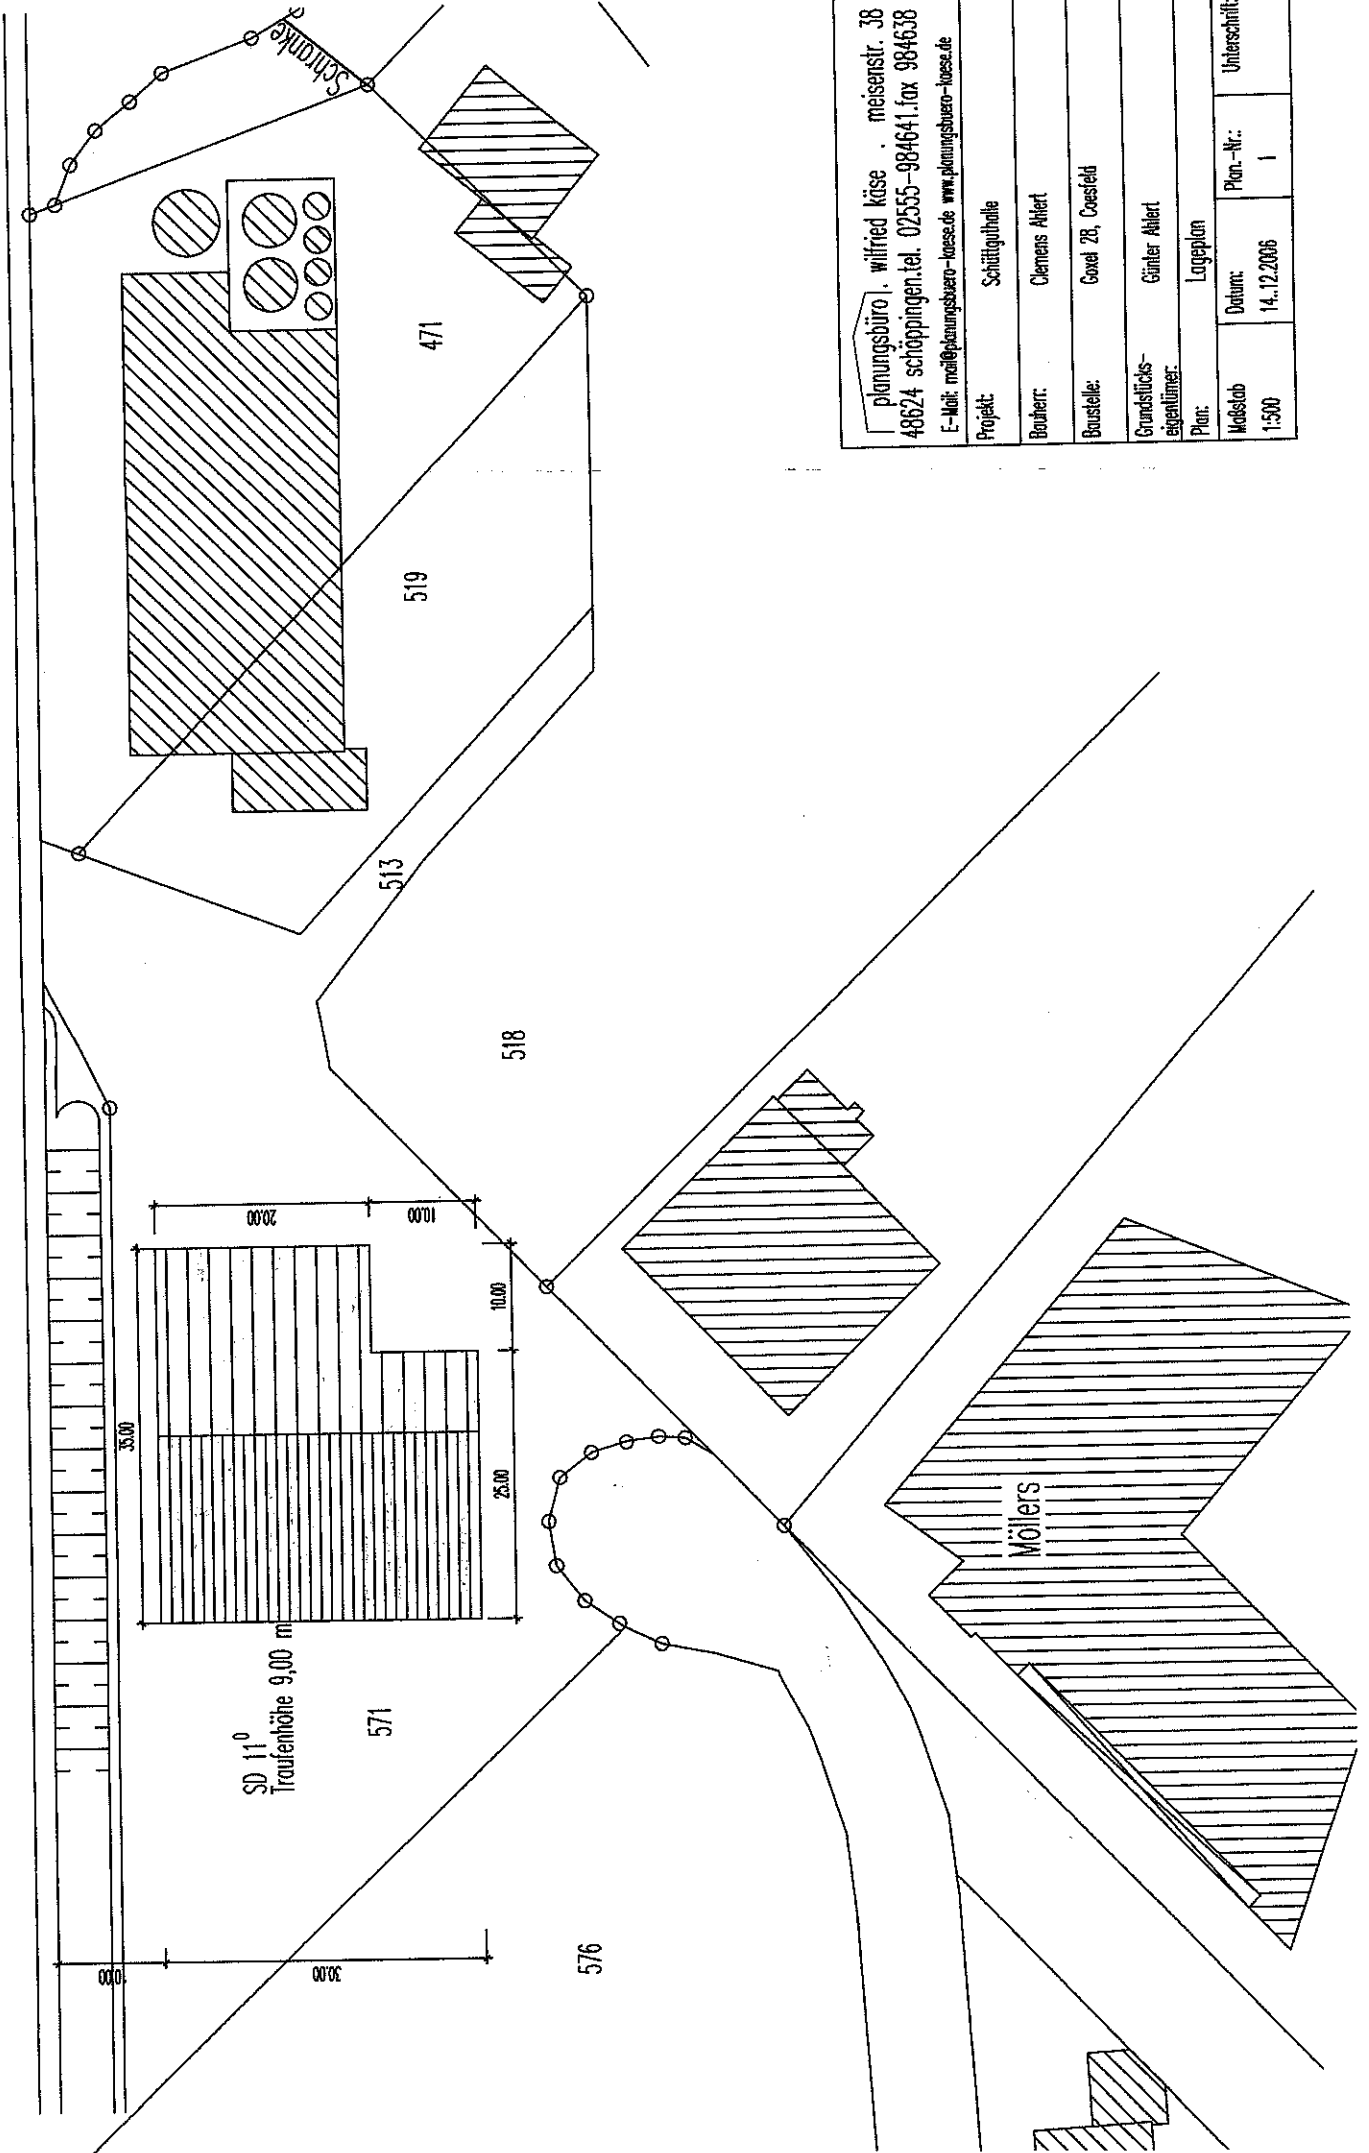 planungsbüro . wilfried käse . meisenstr. 38
48624 schöppingen.tel. 02555-984641.fax 984638
E-Mail: mail@planungsbuero-kaese.de www.planungsbuero-kaese.de
Projekt: Schüttguthalle
Bauherr: Clemens Ahlert
Baustelle: Goxel 28, Coesfeld
Grundstücks-
eigentümer: Günter Ahlert
Plan: Lageplan
Maßstab Datum: Plan.-Nr.: Unterschrift:
1:500 14.12.2006 1
Schranke
471
519
513
518
20.00
10.00
10.00
35.00
25.00
SD 11⁰
Traufenhöhe 9,00 m
571
10.00
30.00
576
Möllers